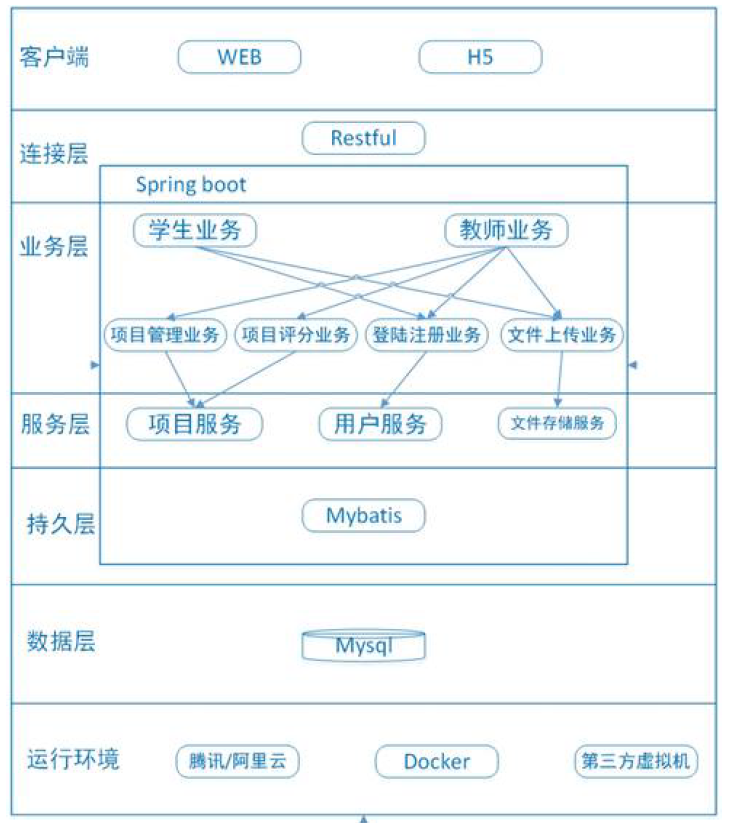 客户端
WEB
H5
连接层
Restful
Spring boot
业务层
学生业务
教师业务
项目管理业务
项目评分业务
登陆注册业务
文件上传业务
服务层
项目服务
用户服务
文件存储服务
持久层
Mybatis
数据层
Mysql
运行环境
腾讯/阿里云
Docker
第三方虚拟机